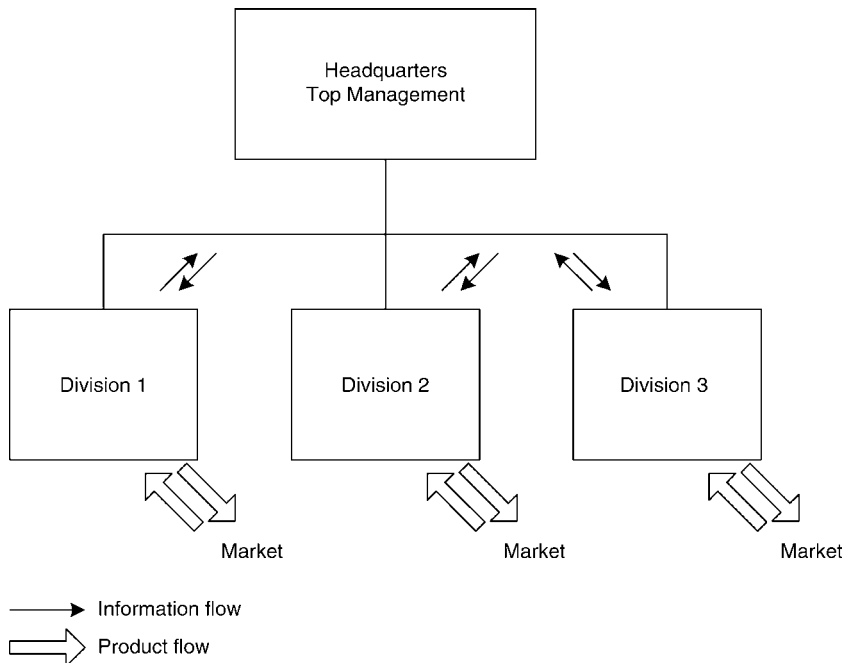 Headquarters
Top Management
Division 1
Division 2
Division 3
Market
Market
Market
Information flow
Product flow